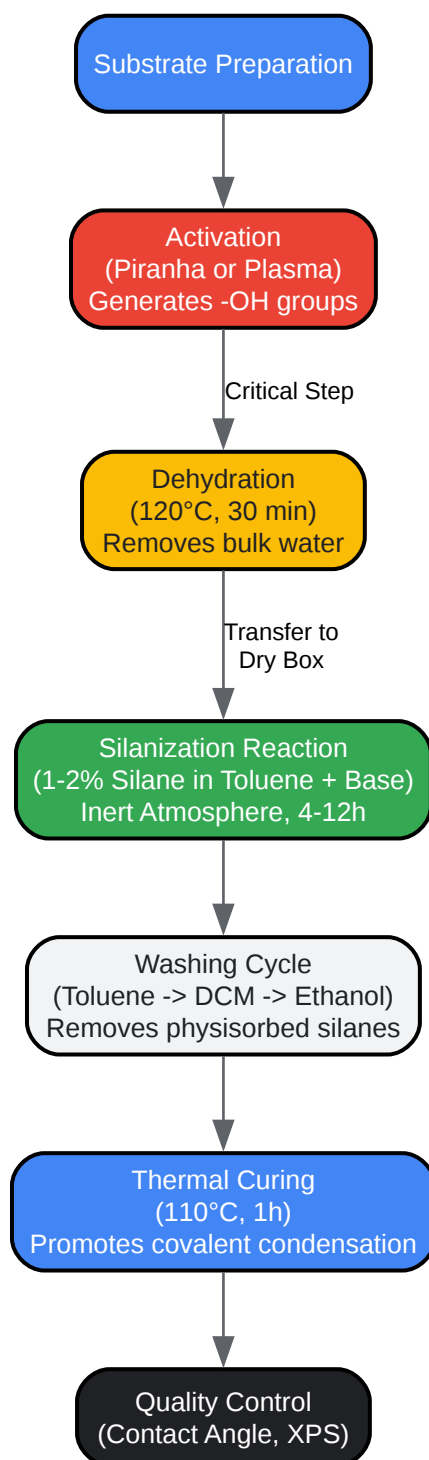 Substrate Preparation
Activation
(Piranha or Plasma)
Generates -OH groups
Critical Step
Dehydration
(120°C, 30 min)
Removes bulk water
Transfer to
Dry Box
Silanization Reaction
(1-2% Silane in Toluene + Base)
Inert Atmosphere, 4-12h
Washing Cycle
(Toluene -> DCM -> Ethanol)
Removes physisorbed silanes
Thermal Curing
(110°C, 1h)
Promotes covalent condensation
Quality Control
(Contact Angle, XPS)